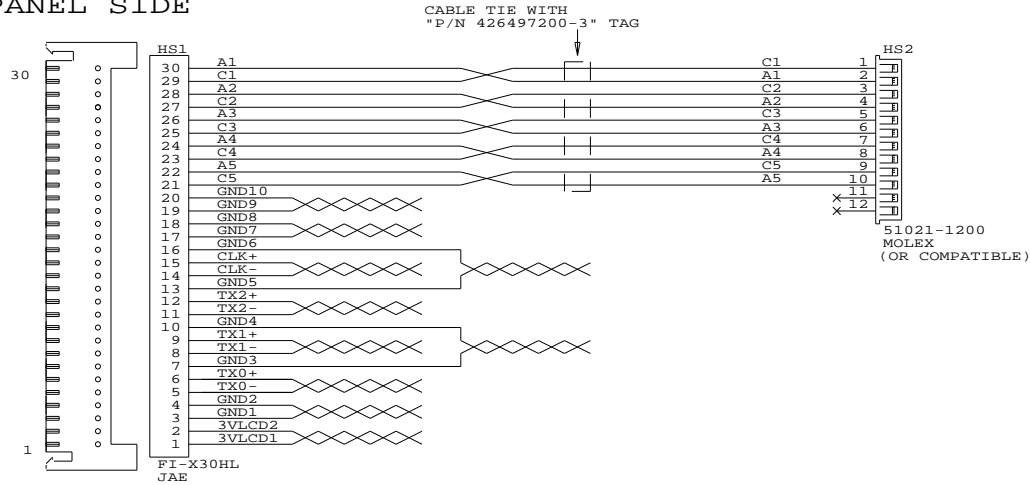 PANEL SIDE
CABLE TIE WITH
"P/N 426497200-3" TAG
HS1
HS2
30
1
30 A1
29 C1
28 A2
27 C2
26 A3
25 C3
24 A4
23 C4
22 A5
21 C5
20 GND10
19 GND9
18 GND8
17 GND7
16 GND6
15 CLK+
14 CLK-
13 GND5
12 TX2+
11 TX2-
10 GND4
9 TX1+
8 TX1-
7 GND3
6 TX0+
5 TX0-
4 GND2
3 GND1
2 3VLCD2
1 3VLCD1
FI-X30HL
JAE
C1 1
A1 2
C2 3
A2 4
C3 5
A3 6
C4 7
A4 8
C5 9
A5 10
11
12
51021-1200
MOLEX
(OR COMPATIBLE)